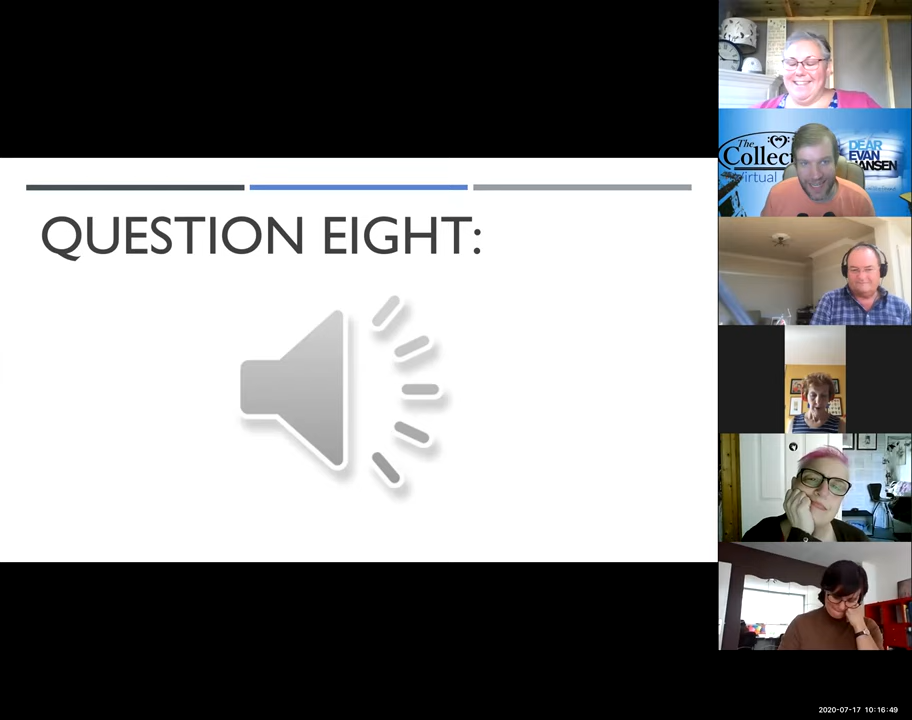 QUESTION EIGHT:
The
Collec
Virtual
DEAR
EVAN
HANSEN
2020-07-17 10:16:49